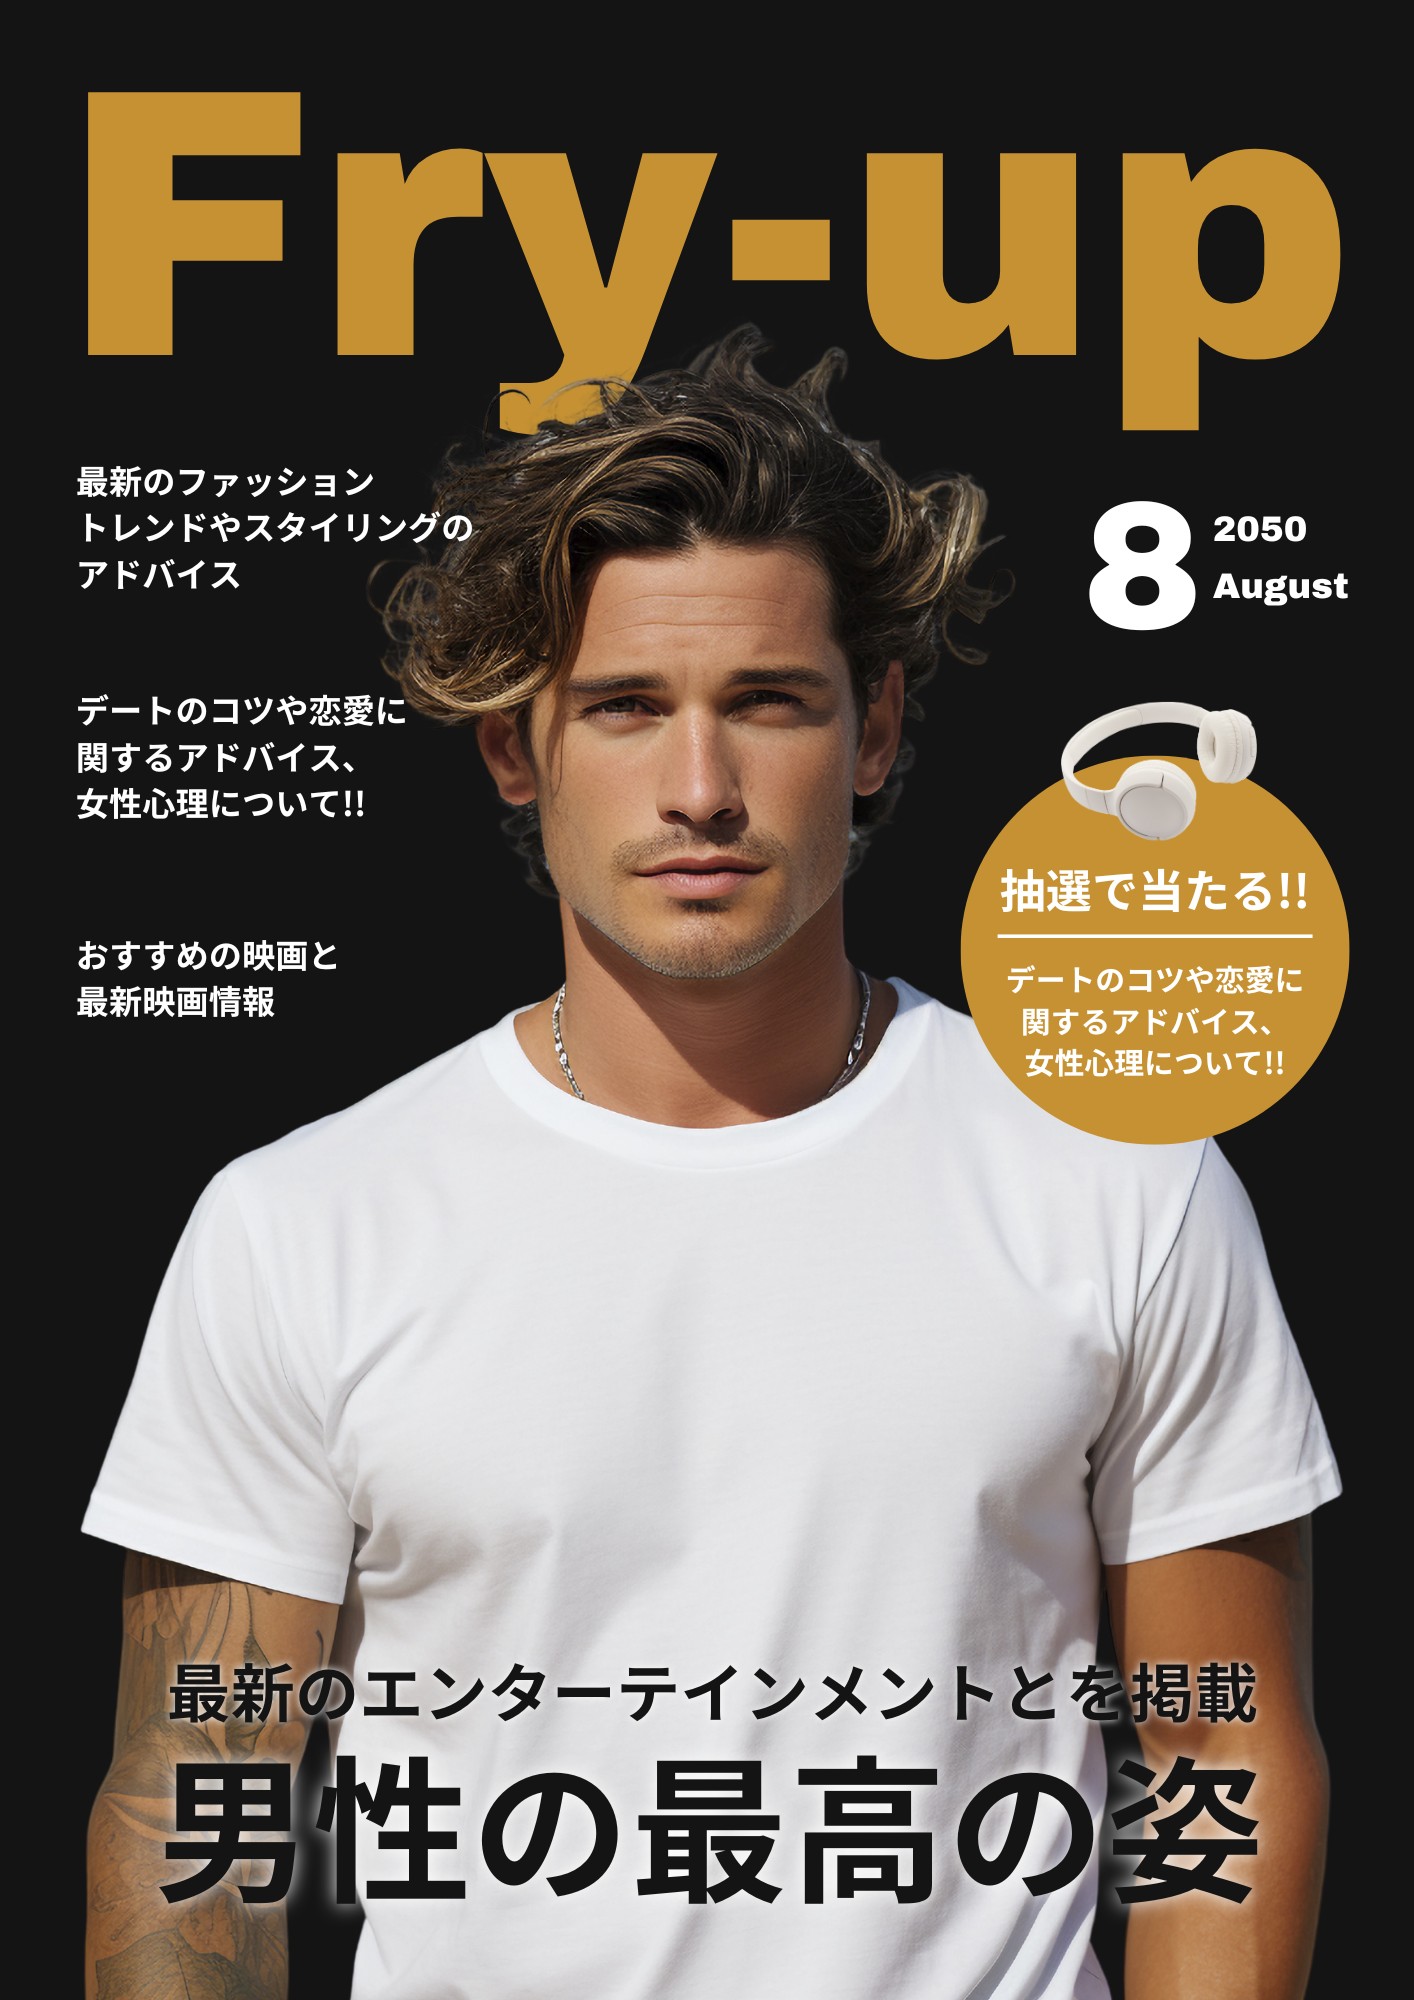 Fry-up
最新のファッション
トレンドやスタイリングの
アドバイス
8
2050
August
デートのコツや恋愛に
関するアドバイス、
女性心理について!!
抽選で当たる!!
デートのコツや恋愛に
関するアドバイス、
女性心理について!!
おすすめの映画と
最新映画情報
最新のエンターテインメントとを掲載
男性の最高の姿